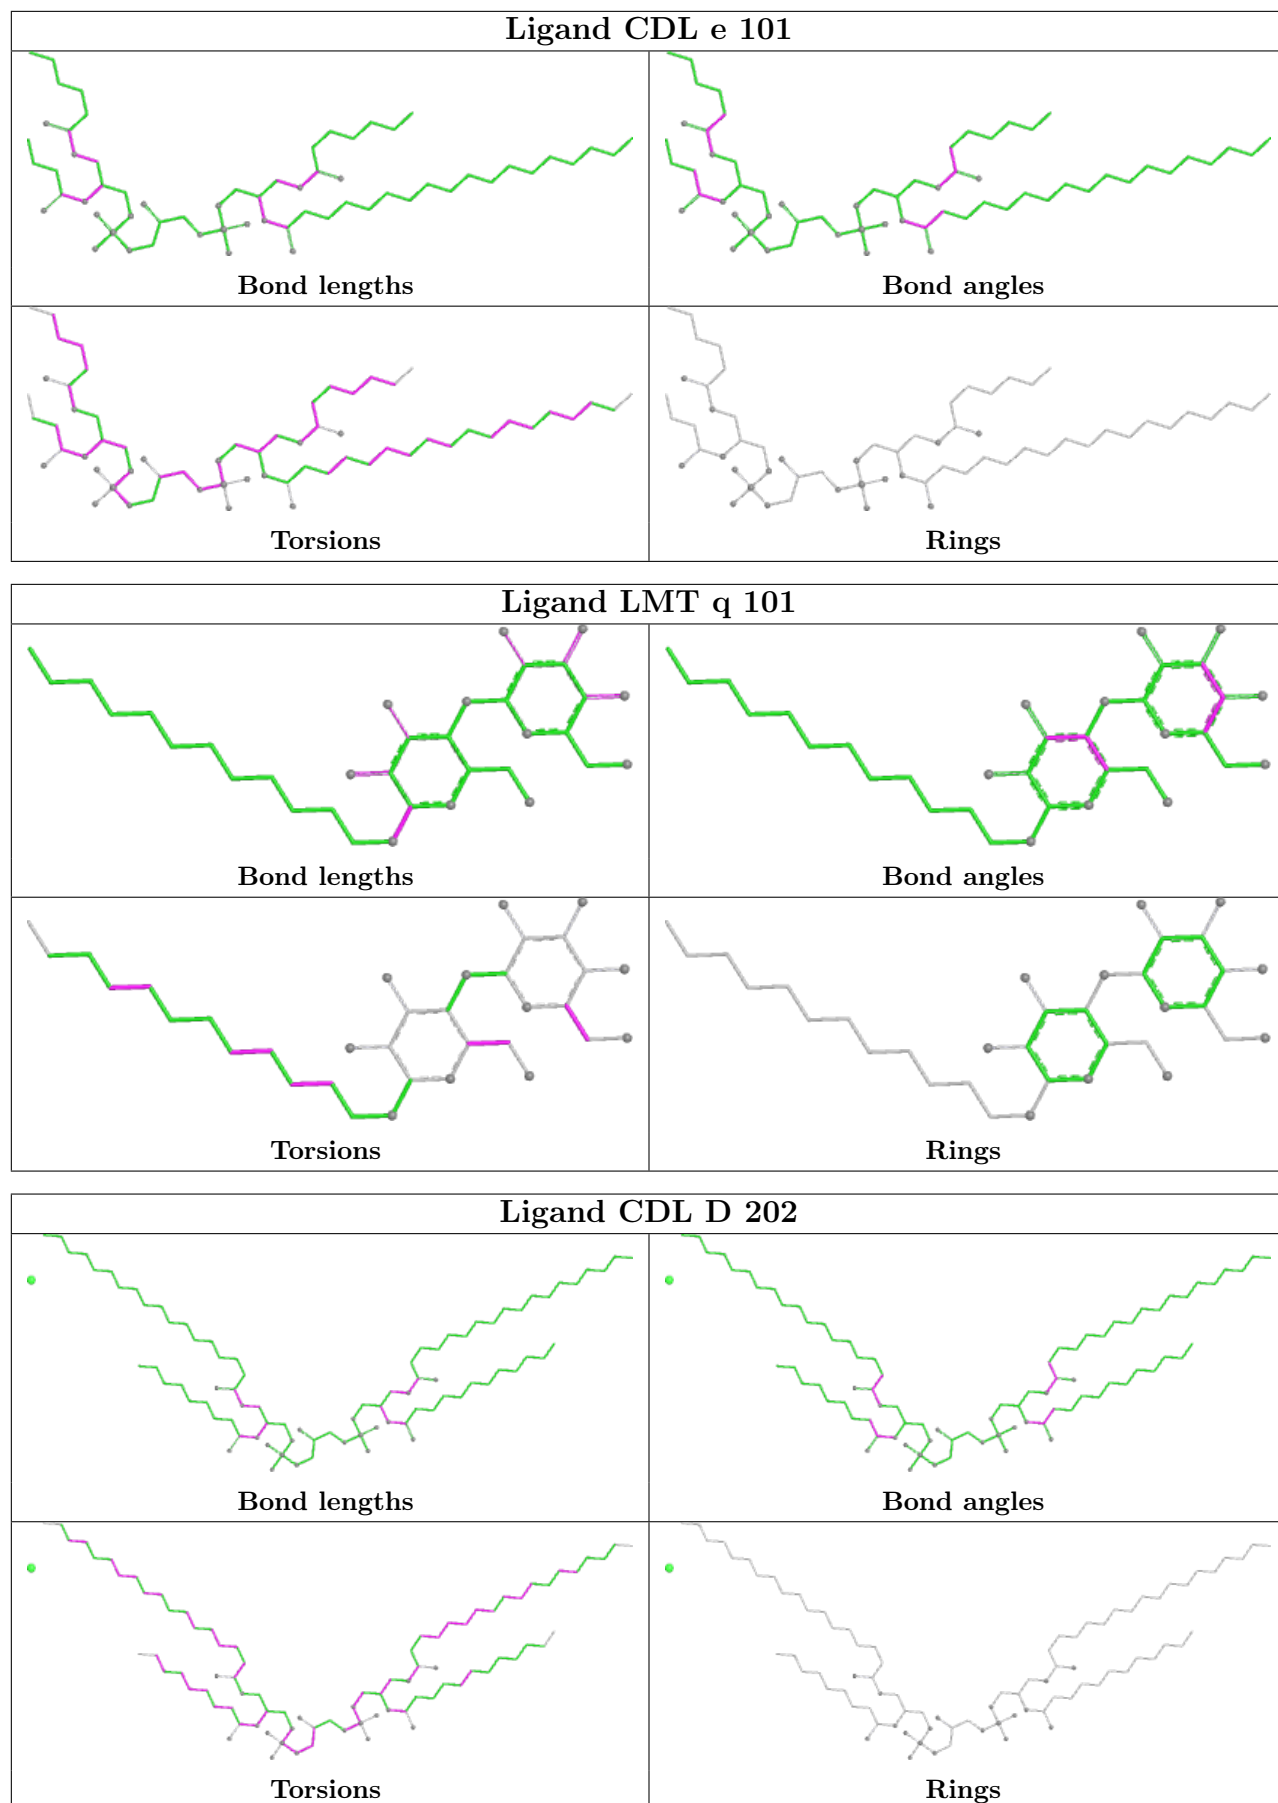 Ligand CDL e 101
Bond lengths
Bond angles
Torsions
Rings
Ligand LMT q 101
Bond lengths
Bond angles
Torsions
Rings
Ligand CDL D 202
Bond lengths
Bond angles
Torsions
Rings